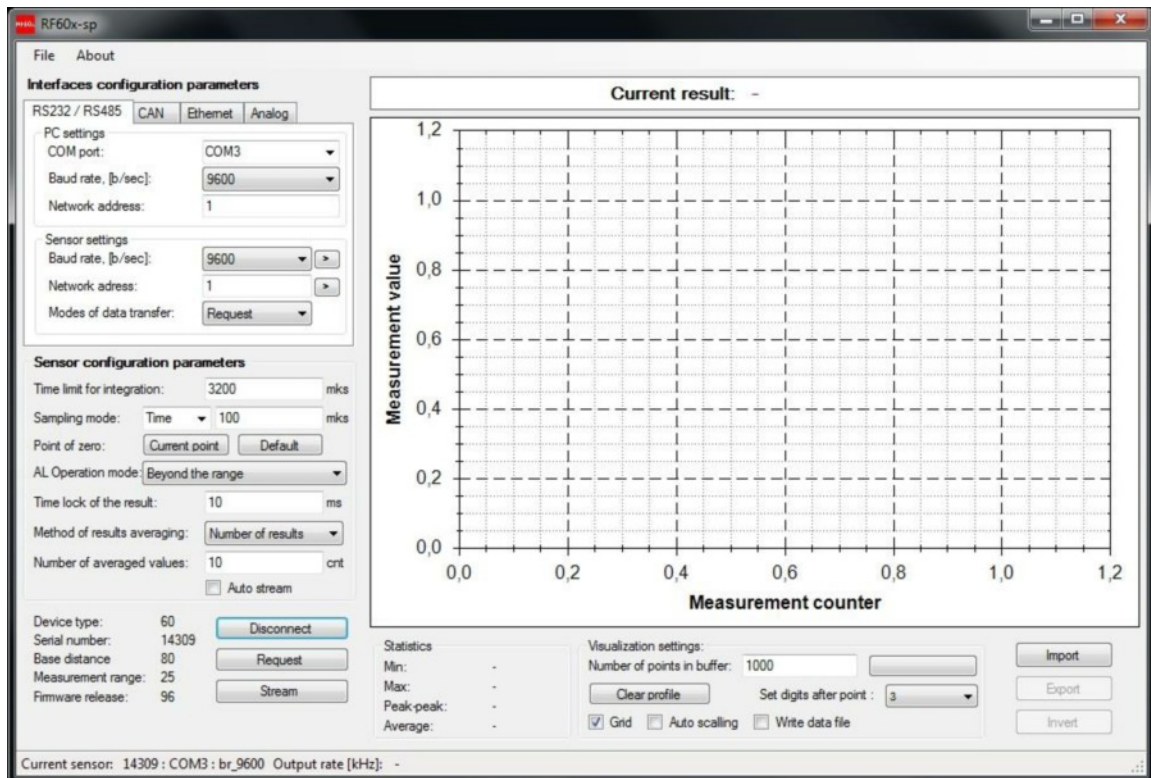 RF60x-sp
File About
Interfaces configuration parameters
RS232 / RS485 CAN Ethernet Analog
PC settings
COM port: COM3
Baud rate, [b/sec]: 9600
Network address: 1
Sensor settings
Baud rate, [b/sec]: 9600 >
Network adress: 1 >
Modes of data transfer: Request
Sensor configuration parameters
Time limit for integration: 3200 mks
Sampling mode: Time 100 mks
Point of zero: Current point Default
AL Operation mode: Beyond the range
Time lock of the result: 10 ms
Method of results averaging: Number of results
Number of averaged values: 10 cnt
Auto stream
Device type: 60
Serial number: 14309
Base distance 80
Measurement range: 25
Firmware release: 96
Disconnect
Request
Stream
Current result: -
Measurement value
1,2
1,0
0,8
0,6
0,4
0,2
0,0
0,0 0,2 0,4 0,6 0,8 1,0 1,2
Measurement counter
Statistics
Min: -
Max: -
Peak-peak: -
Average: -
Visualization settings:
Number of points in buffer: 1000
Clear profile Set digits after point : 3
Grid Auto scalling Write data file
Import
Export
Invert
Current sensor: 14309 : COM3 : br_9600 Output rate [kHz]: -